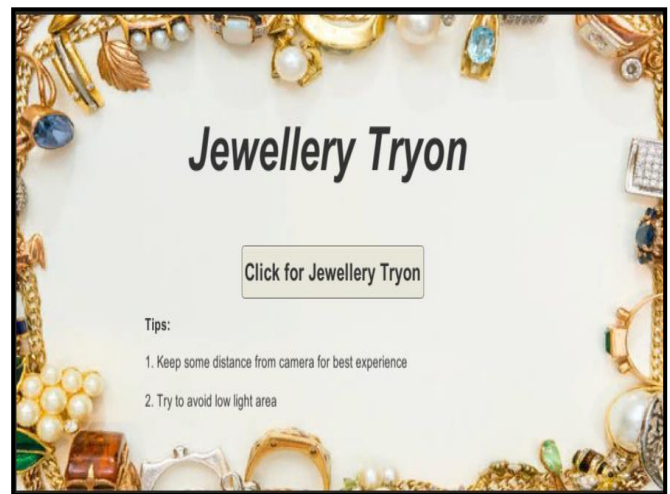 Jewellery Tryon
Click for Jewellery Tryon
Tips:
1. Keep some distance from camera for best experience
2. Try to avoid low light area